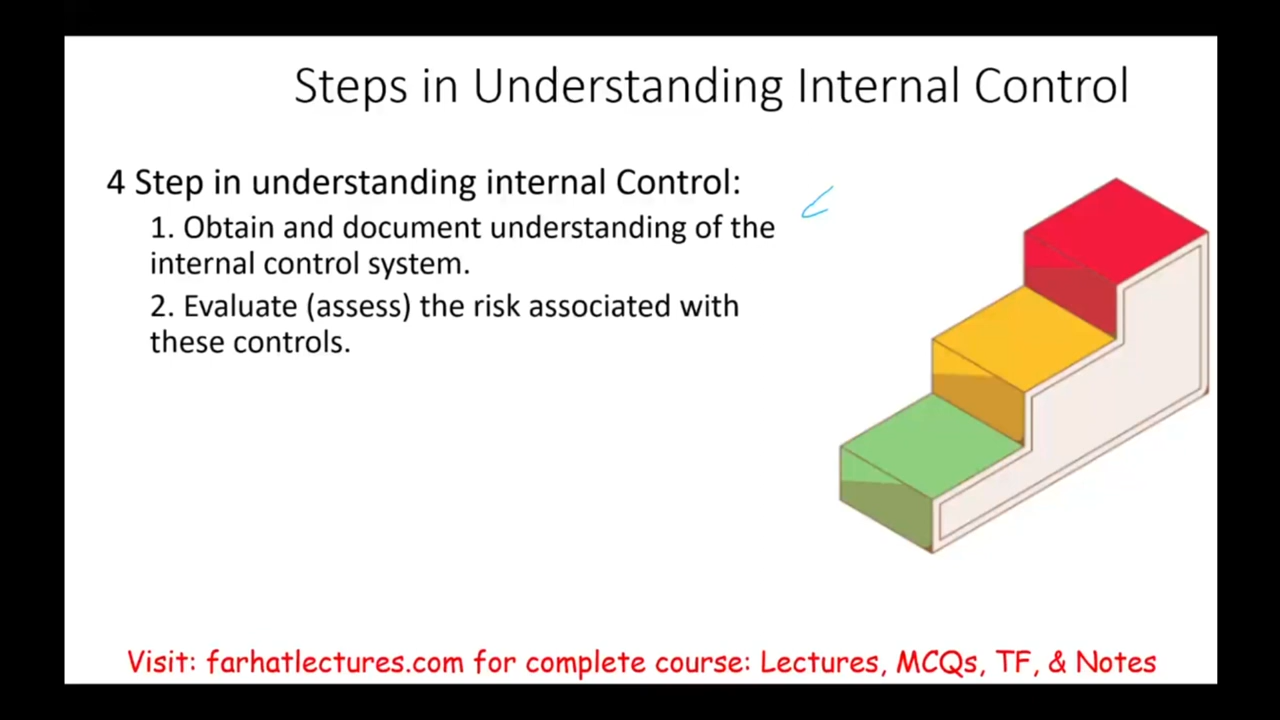 Steps in Understanding Internal Control
4 Step in understanding internal Control:
1. Obtain and document understanding of the
internal control system.
2. Evaluate (assess) the risk associated with
these controls.
Visit: farhatlectures.com for complete course: Lectures, MCQs, TF, & Notes